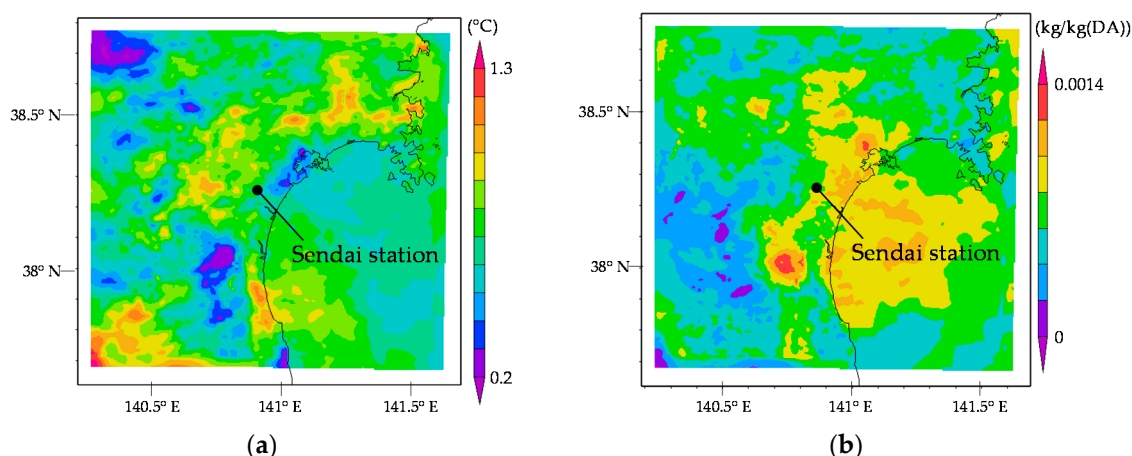 (°C)
1.3
38.5° N
Sendai station
38° N
0.2
140.5° E
141° E
141.5° E
(a)
(kg/kg(DA))
0.0014
38.5° N
Sendai station
38° N
0
140.5° E
141° E
141.5° E
(b)